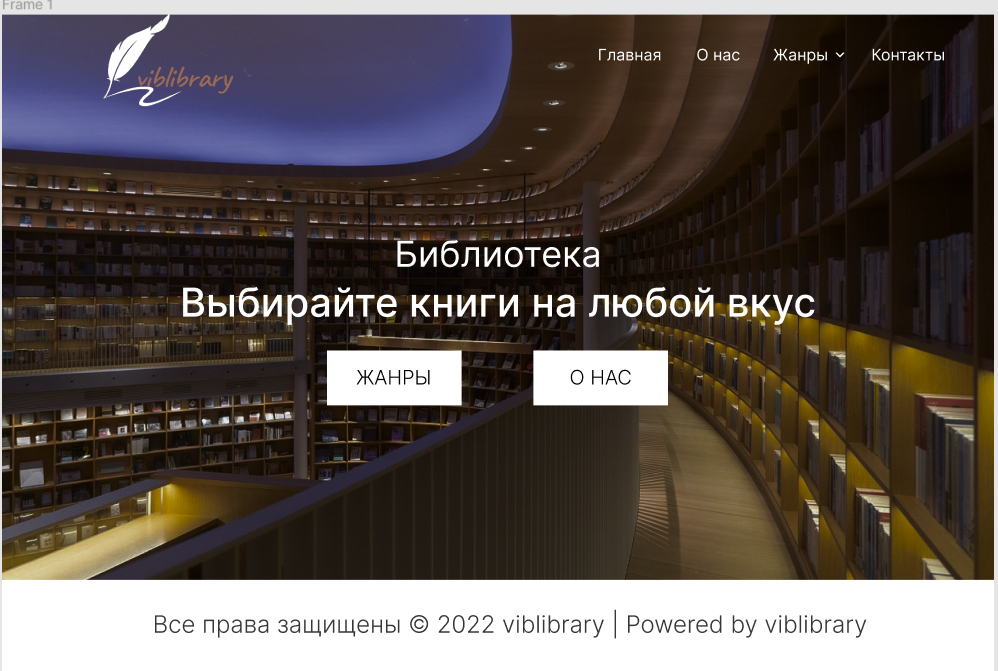 Frame 1
viblibrary
Главная О нас Жанры Контакты
Библиотека
Выбирайте книги на любой вкус
ЖАНРЫ О НАС
Все права защищены © 2022 viblibrary | Powered by viblibrary